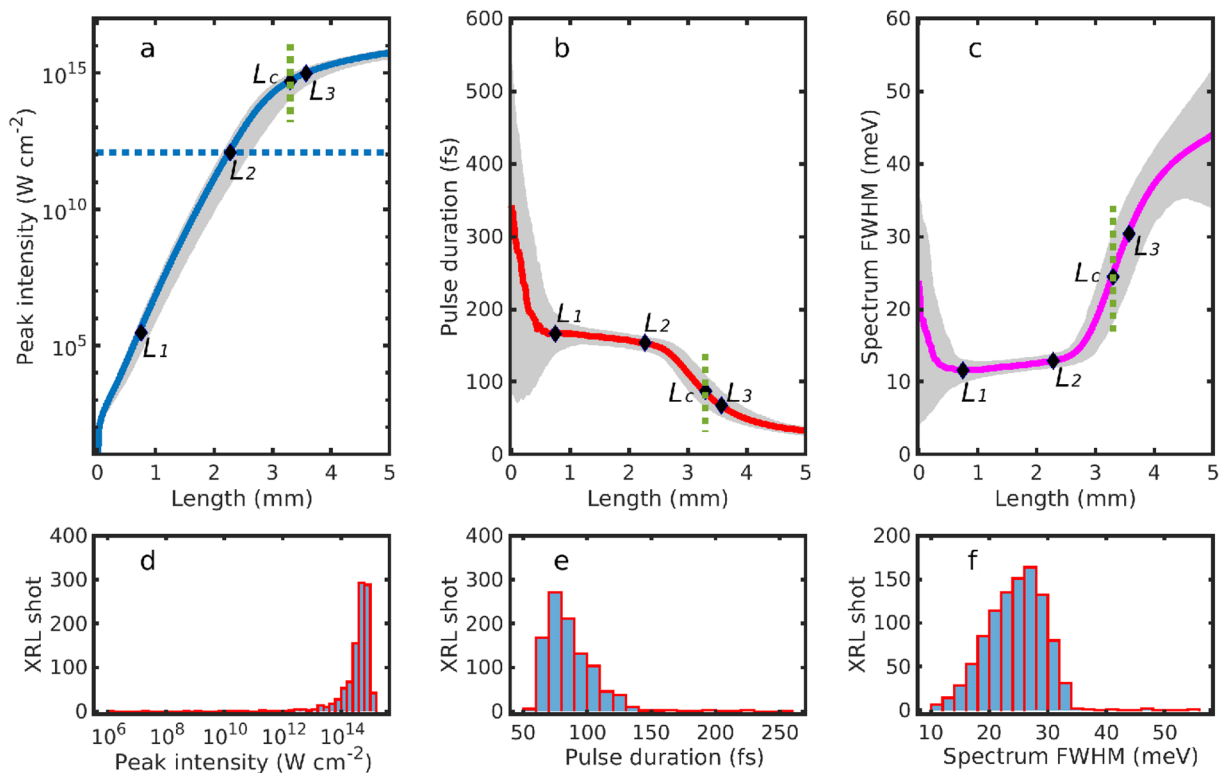 a
Peak intensity (W cm-2)
10^15
10^10
10^5
L1
L2
Lc
L3
0 1 2 3 4 5
Length (mm)
b
Pulse duration (fs)
600
500
400
300
200
100
0
L1
L2
Lc
L3
0 1 2 3 4 5
Length (mm)
c
Spectrum FWHM (meV)
60
50
40
30
20
10
0
L1
L2
Lc
L3
0 1 2 3 4 5
Length (mm)
d
XRL shot
400
300
200
100
0
10^6 10^8 10^10 10^12 10^14
Peak intensity (W cm-2)
e
XRL shot
400
300
200
100
0
50 100 150 200 250
Pulse duration (fs)
f
XRL shot
200
150
100
50
0
10 20 30 40 50
Spectrum FWHM (meV)